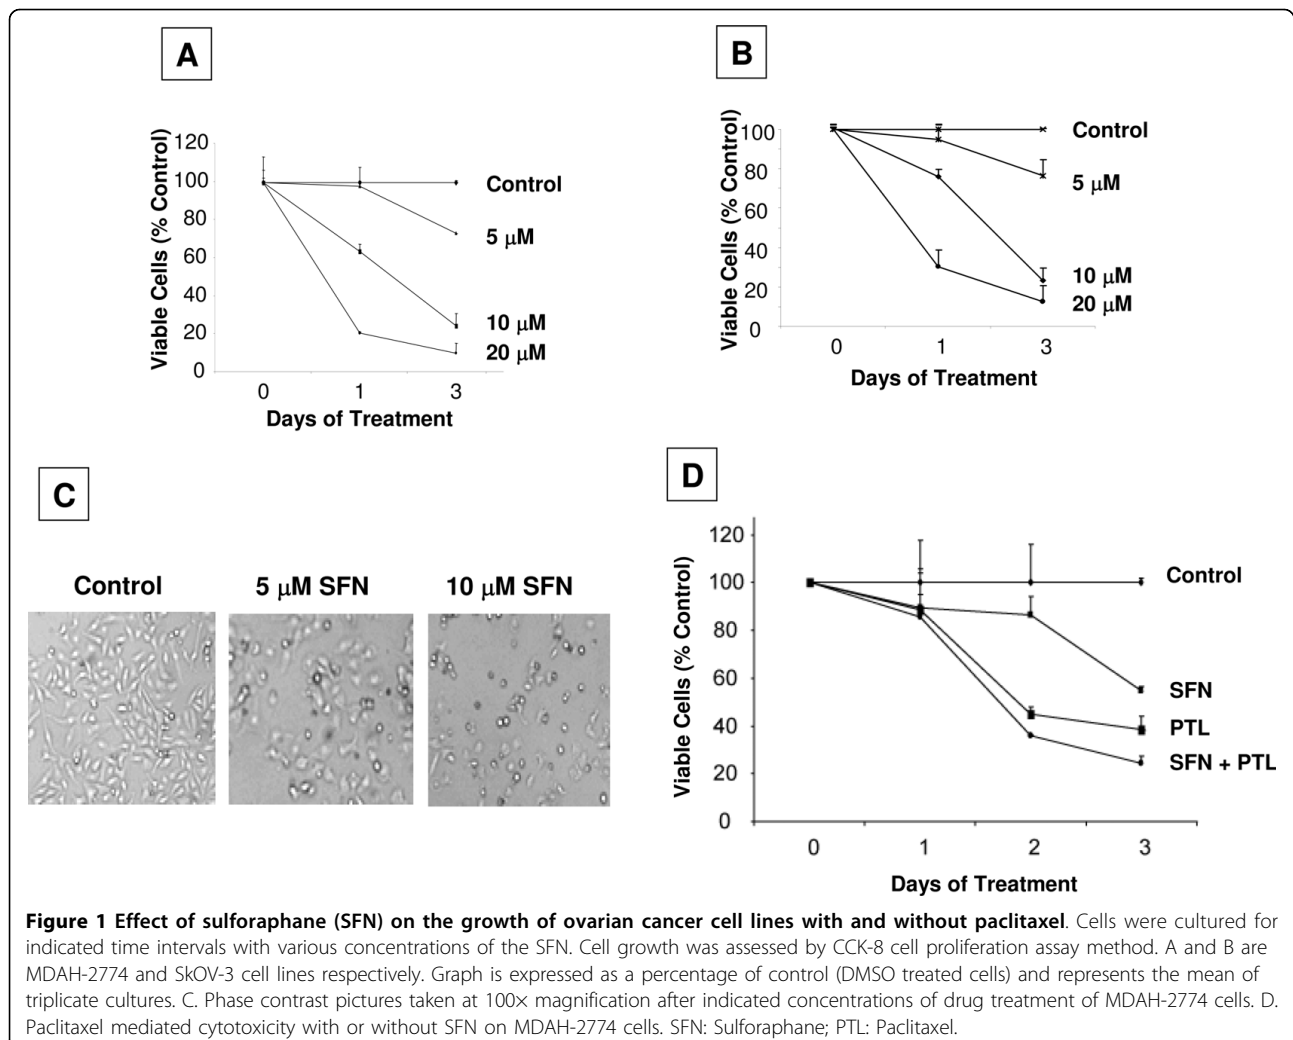 A
Viable Cells (% Control)
120
100
80
60
40
20
0
Control
5 μM
10 μM
20 μM
0 1 3
Days of Treatment
B
Viable Cells (% Control)
100
80
60
40
20
0
Control
5 μM
10 μM
20 μM
0 1 3
Days of Treatment
C
Control 5 μM SFN 10 μM SFN
D
Viable Cells (% Control)
120
100
80
60
40
20
0
Control
SFN
PTL
SFN + PTL
0 1 2 3
Days of Treatment
Figure 1 Effect of sulforaphane (SFN) on the growth of ovarian cancer cell lines with and without paclitaxel. Cells were cultured for
indicated time intervals with various concentrations of the SFN. Cell growth was assessed by CCK-8 cell proliferation assay method. A and B are
MDAH-2774 and SkOV-3 cell lines respectively. Graph is expressed as a percentage of control (DMSO treated cells) and represents the mean of
triplicate cultures. C. Phase contrast pictures taken at 100× magnification after indicated concentrations of drug treatment of MDAH-2774 cells. D.
Paclitaxel mediated cytotoxicity with or without SFN on MDAH-2774 cells. SFN: Sulforaphane; PTL: Paclitaxel.